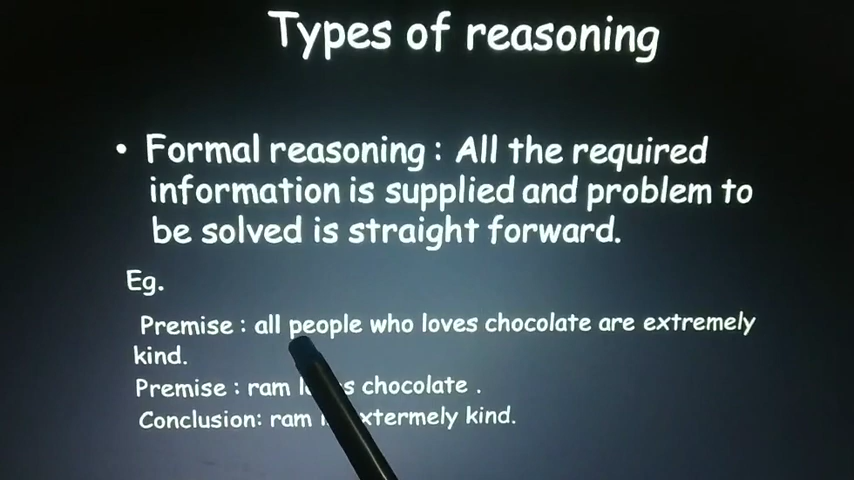 Types of reasoning
• Formal reasoning : All the required
information is supplied and problem to
be solved is straight forward.
Eg.
Premise : all people who loves chocolate are extremely
kind.
Premise : ram chocolate .
Conclusion: ram extermely kind.